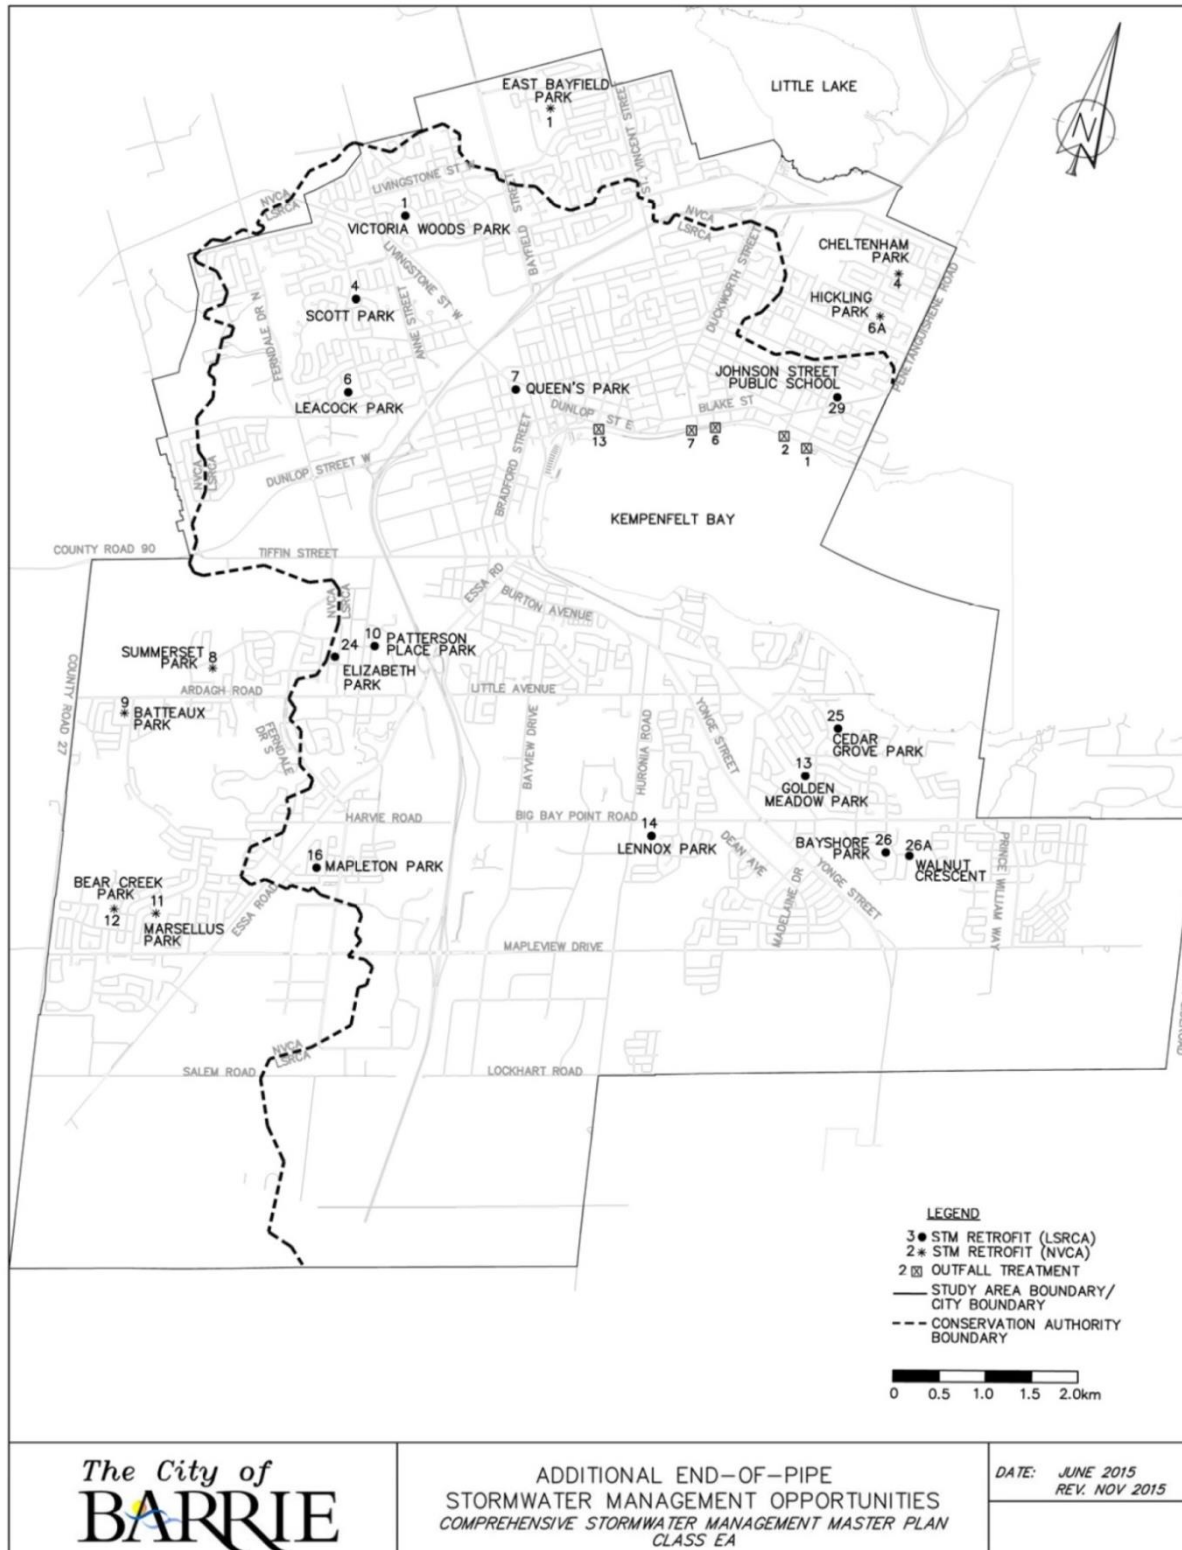 EAST BAYFIELD
PARK
1
LITTLE LAKE
N
ST. VINCENT STREET
LIVINGSTONE ST W
NVCA
LSRCA
1
VICTORIA WOODS PARK
BAYFIELD STREET
NVCA
LSRCA
LIVINGSTONE ST W
DUCKWORTH STREET
CHELTENHAM
PARK
4
HICKLING
PARK
6A
PENETANGUISHENE ROAD
4
SCOTT PARK
FERNDALE DR N
ANNE STREET
6
LEACOCK PARK
7
QUEEN'S PARK
JOHNSON STREET
PUBLIC SCHOOL
29
BLAKE ST
DUNLOP ST E
13
7
6
2
1
BRADFORD STREET
DUNLOP STREET W
NVCA
LSRCA
KEMPENFELT BAY
COUNTY ROAD 90
TIFFIN STREET
ESSA RD
BURTON AVENUE
NVCA
LSRCA
10
PATTERSON
PLACE PARK
24
ELIZABETH
PARK
SUMMERSET
PARK
8
COUNTY ROAD 27
ARDAGH ROAD
LITTLE AVENUE
9
BATTEAUX
PARK
FERNDALE
DR S
BAYVIEW DRIVE
HURONIA ROAD
YONGE STREET
25
CEDAR
GROVE PARK
13
GOLDEN
MEADOW PARK
HARVIE ROAD
BIG BAY POINT ROAD
14
LENNOX PARK
DEAN AVE
BAYSHORE
PARK
26
26A
WALNUT
CRESCENT
PRINCE WILLIAM WAY
16
MAPLETON PARK
MADELAINE DR
YONGE STREET
BEAR CREEK
PARK
12
11
MARSELLUS
PARK
ESSA ROAD
MAPLEVIEW DRIVE
NVCA
LSRCA
SALEM ROAD
LOCKHART ROAD
LEGEND
3 STM RETROFIT (LSRCA)
2 STM RETROFIT (NVCA)
2 OUTFALL TREATMENT
STUDY AREA BOUNDARY/
CITY BOUNDARY
CONSERVATION AUTHORITY
BOUNDARY
0 0.5 1.0 1.5 2.0km
The City of
BARRIE
ADDITIONAL END-OF-PIPE
STORMWATER MANAGEMENT OPPORTUNITIES
COMPREHENSIVE STORMWATER MANAGEMENT MASTER PLAN
CLASS EA
DATE: JUNE 2015
REV. NOV 2015